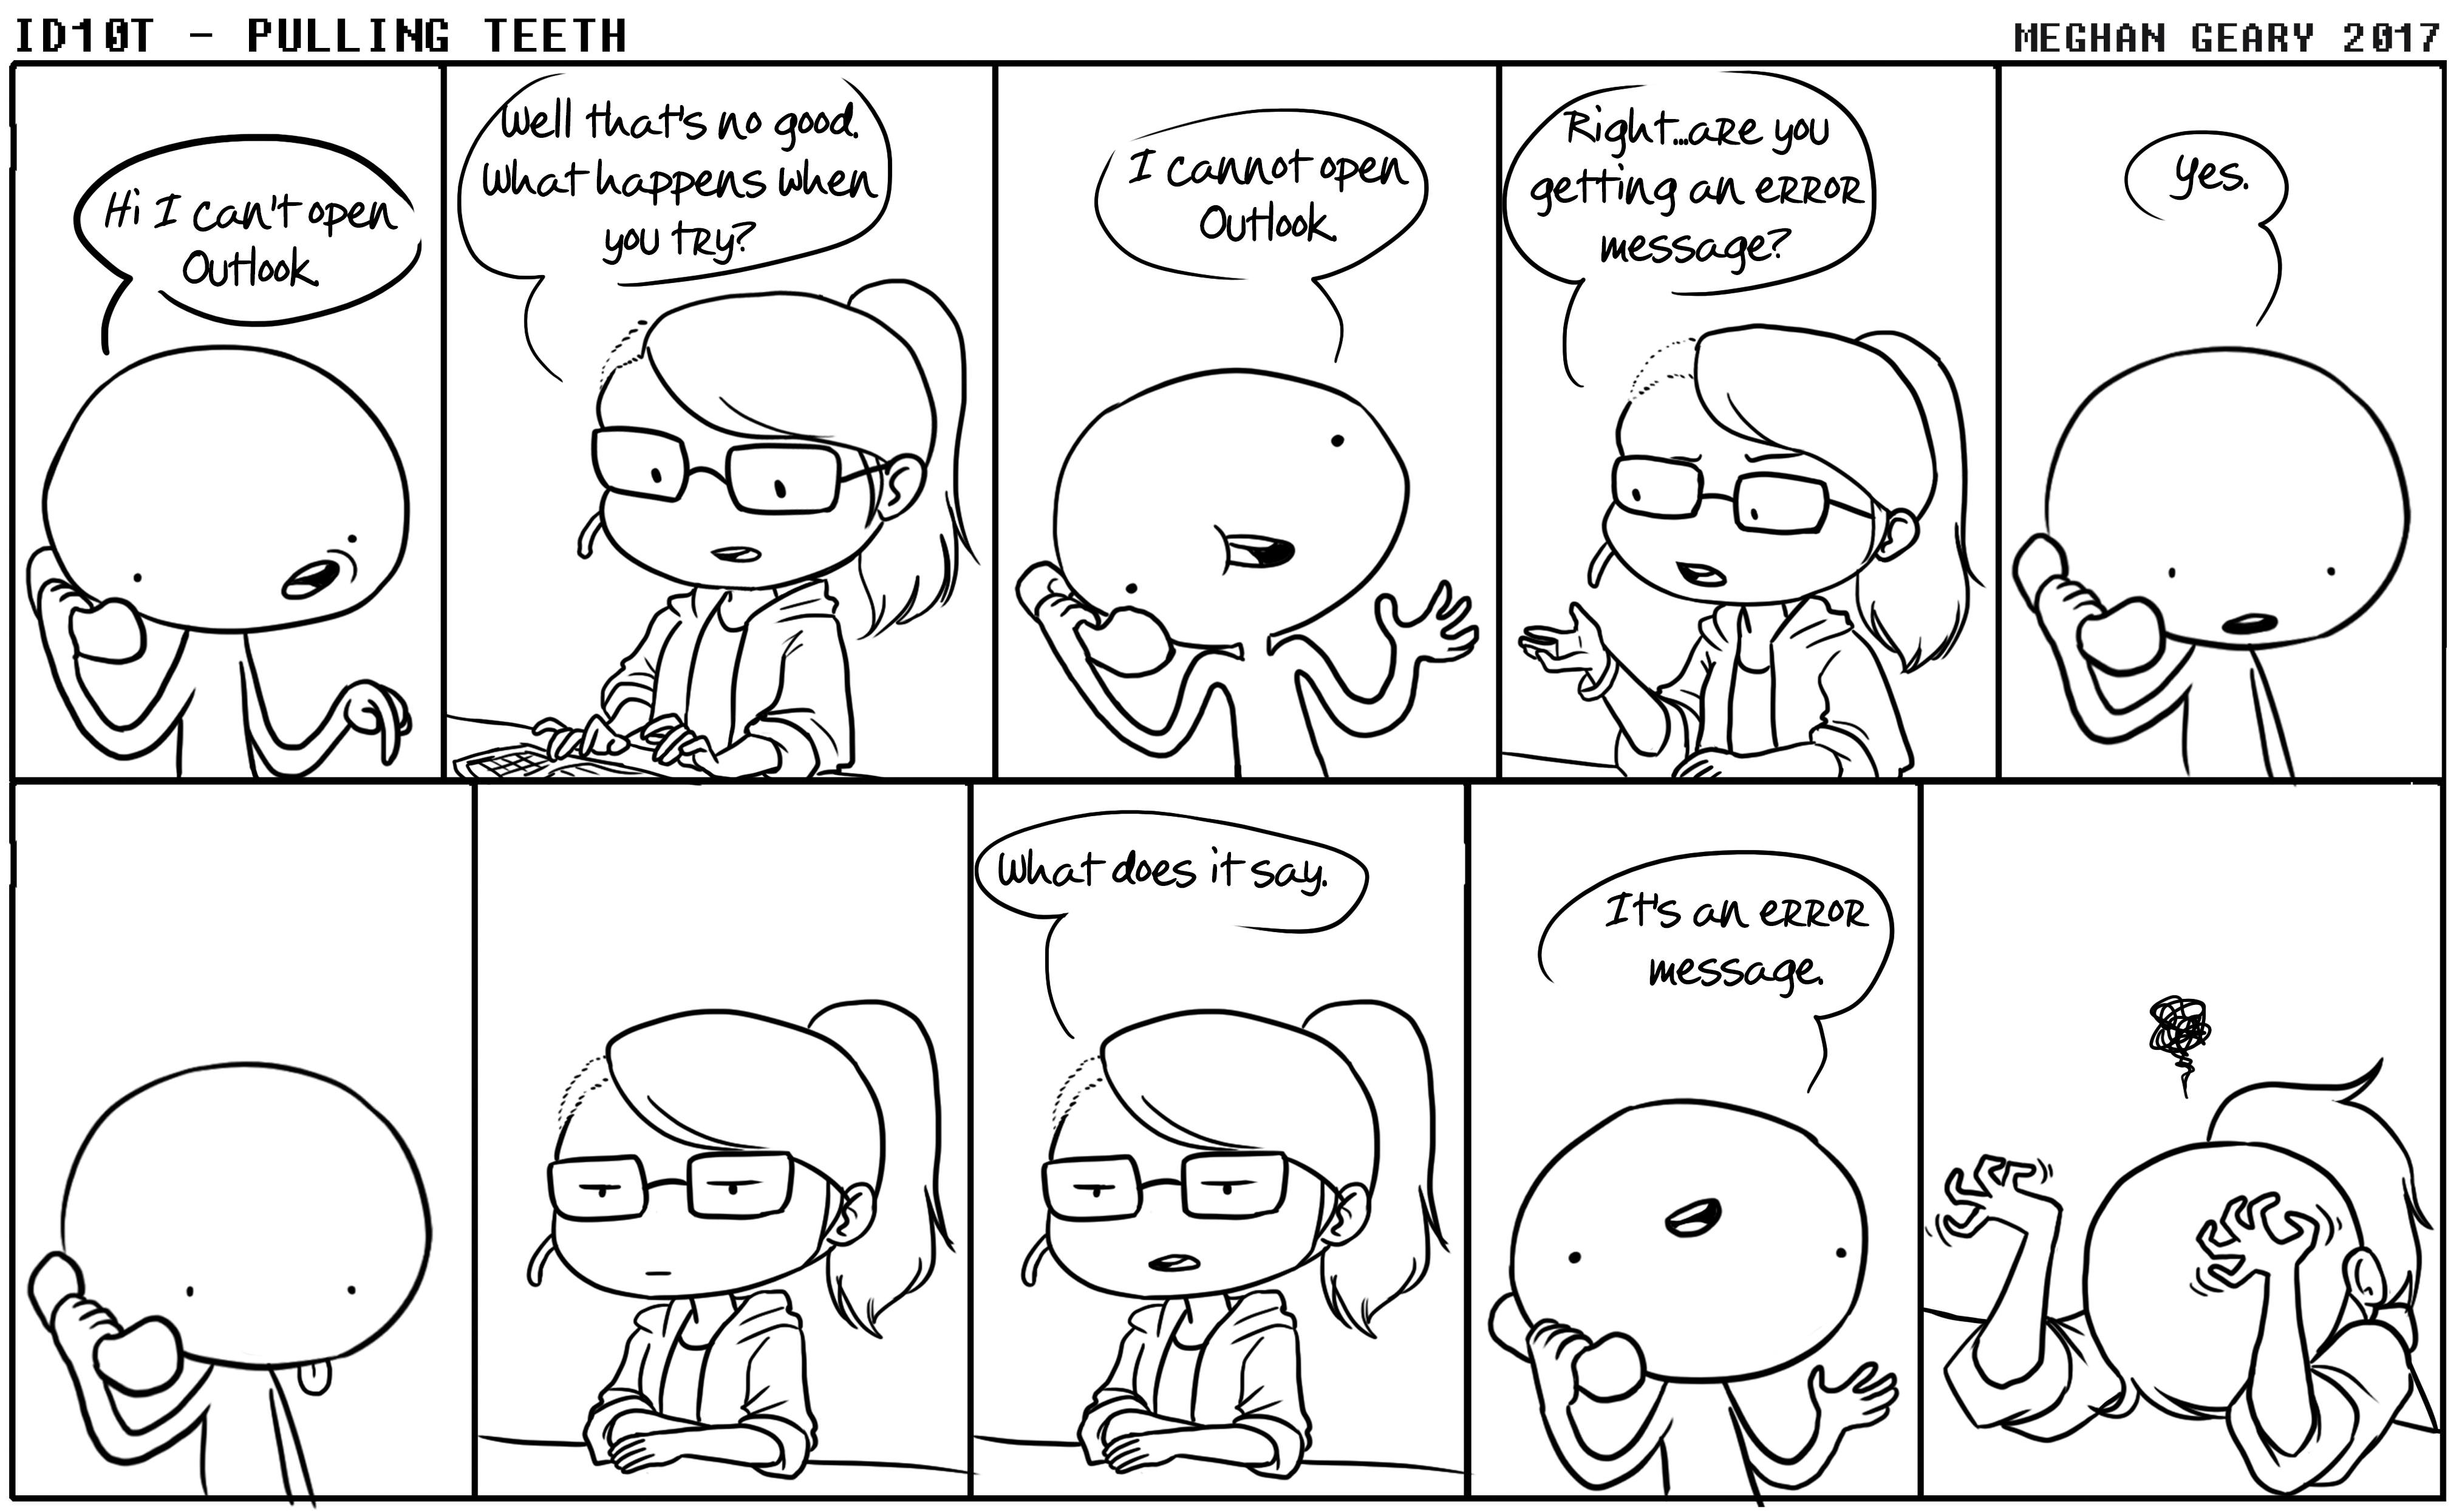 ID10T - PULLING TEETH
MEGHAN GEARY 2017
Hi I can't open
Outlook.
Well that's no good.
What happens when
you try?
I cannot open
Outlook.
Right...are you
getting an error
message?
Yes.
What does it say.
It's an error
message.